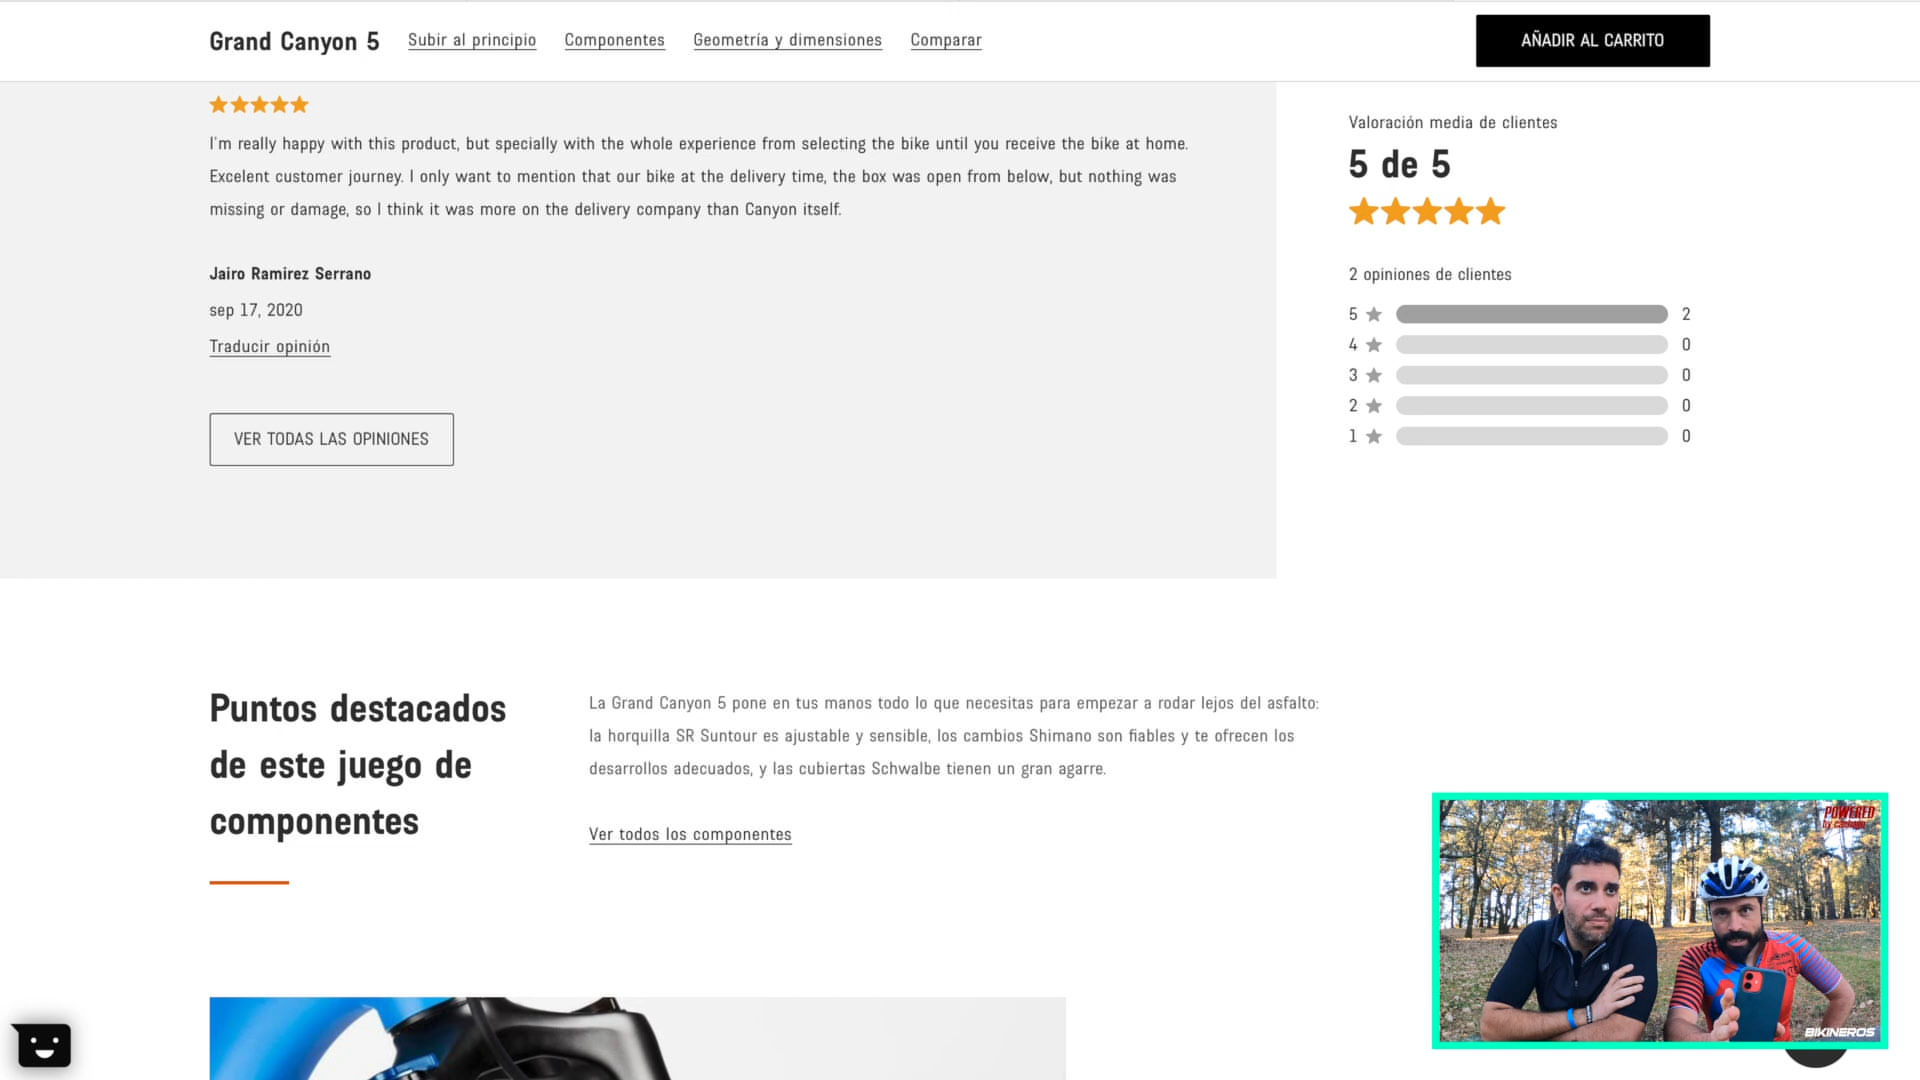 Grand Canyon 5 Subir al principio Componentes Geometría y dimensiones Comparar AÑADIR AL CARRITO
I'm really happy with this product, but specially with the whole experience from selecting the bike until you receive the bike at home.
Excelent customer journey. I only want to mention that our bike at the delivery time, the box was open from below, but nothing was
missing or damage, so I think it was more on the delivery company than Canyon itself.
Jairo Ramirez Serrano
sep 17, 2020
Traducir opinión
VER TODAS LAS OPINIONES
Valoración media de clientes
5 de 5
2 opiniones de clientes
5 2
4 0
3 0
2 0
1 0
Puntos destacados
de este juego de
componentes
La Grand Canyon 5 pone en tus manos todo lo que necesitas para empezar a rodar lejos del asfalto:
la horquilla SR Suntour es ajustable y sensible, los cambios Shimano son fiables y te ofrecen los
desarrollos adecuados, y las cubiertas Schwalbe tienen un gran agarre.
Ver todos los componentes
POWERED
by
BIKINEROS